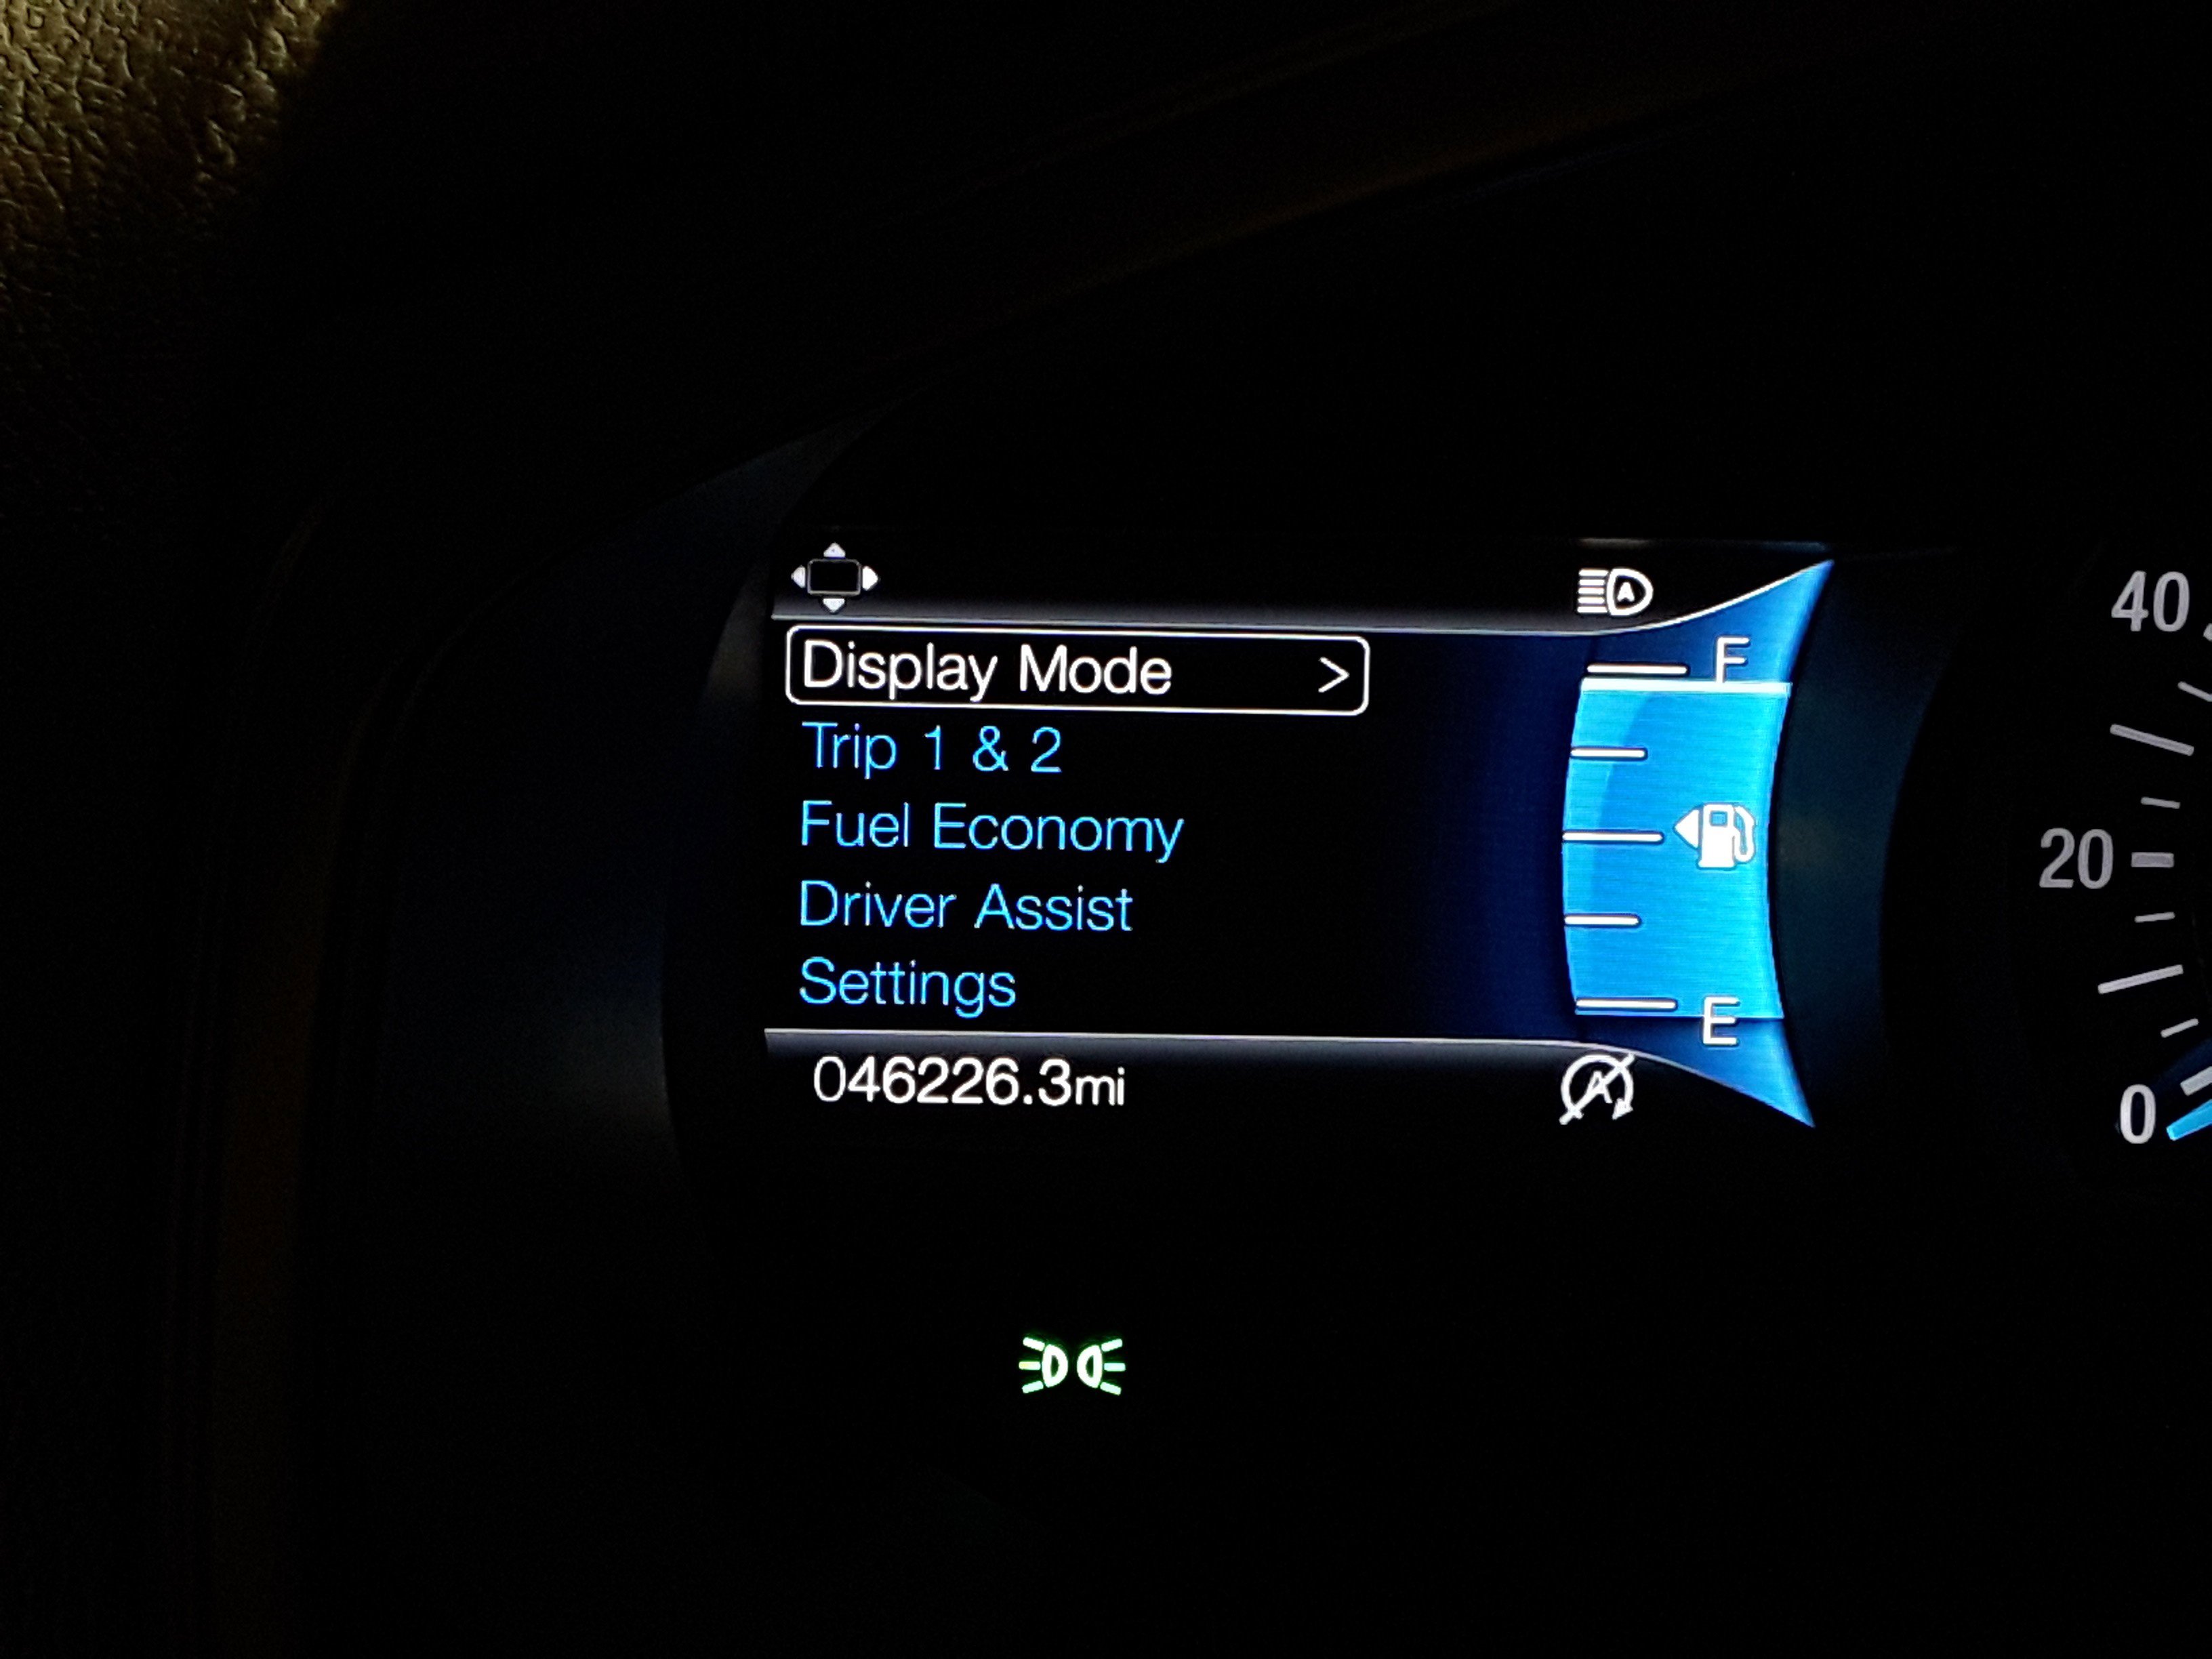 Display Mode >
Trip 1 & 2
Fuel Economy
Driver Assist
Settings
046226.3mi
A
F
E
A
40
20
0